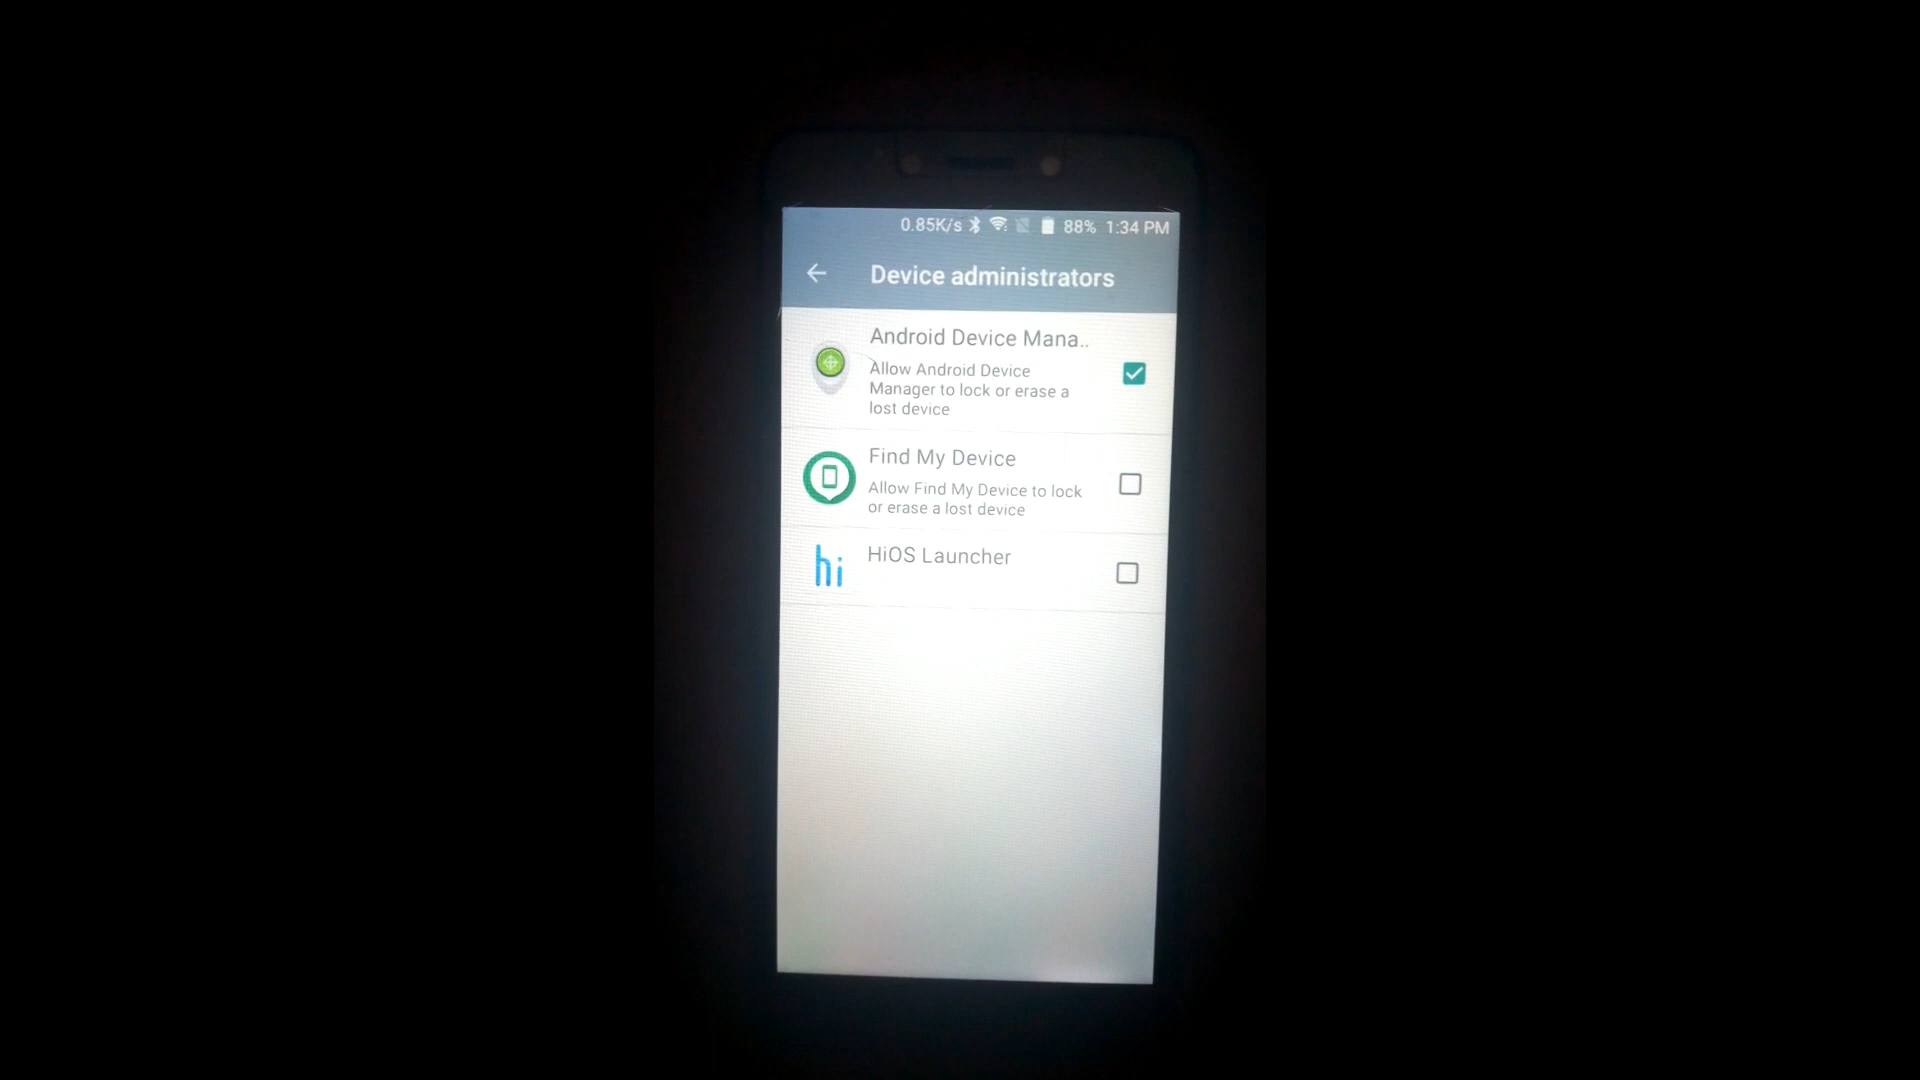 0.85K/s 88% 1:34 PM
Device administrators
Android Device Mana..
Allow Android Device
Manager to lock or erase a
lost device
Find My Device
Allow Find My Device to lock
or erase a lost device
hi
HiOS Launcher